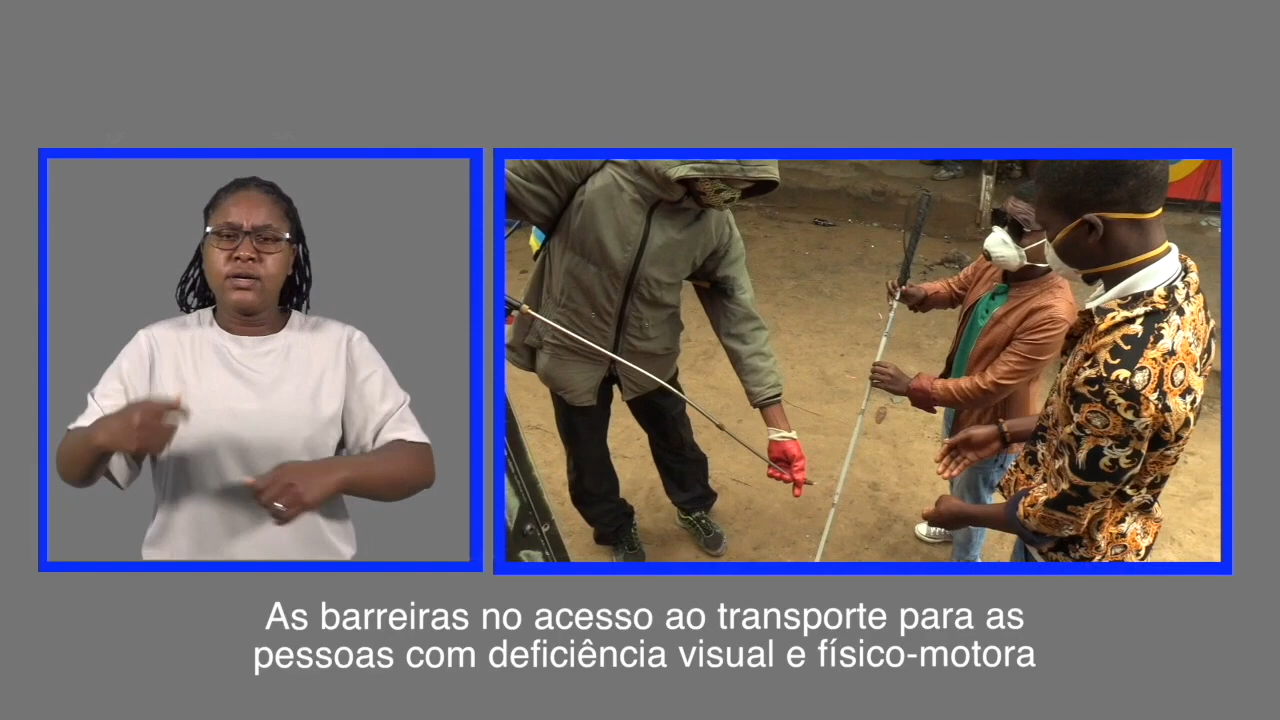 As barreiras no acesso ao transporte para as
pessoas com deficiência visual e físico-motora